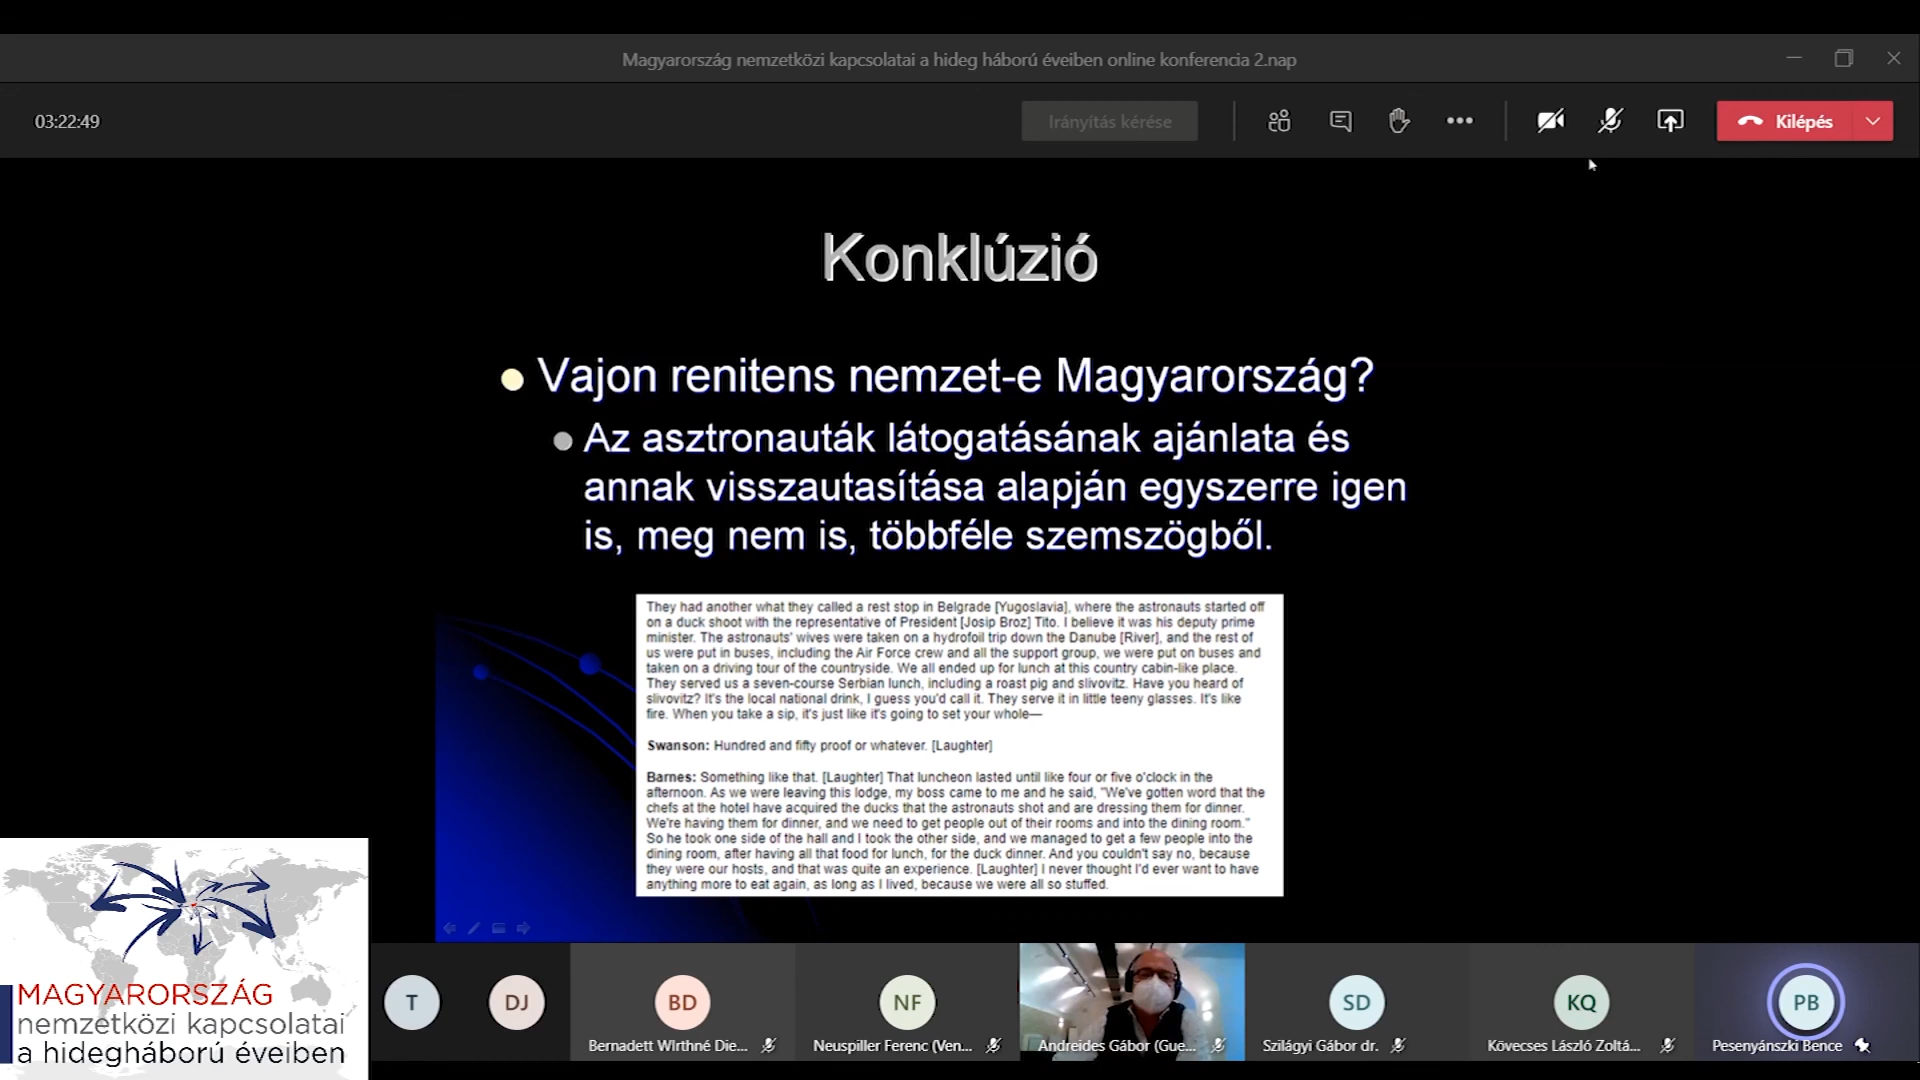 Magyarország nemzetközi kapcsolatai a hideg háború éveiben online konferencia 2.nap
03:22:49
Irányítás kérése
Kilépés
Konklúzió
Vajon renitens nemzet-e Magyarország?
Az asztronauták látogatásának ajánlata és
annak visszautasítása alapján egyszerre igen
is, meg nem is, többféle szemszögből.
They had another what they called a rest stop in Belgrade [Yugoslavia], where the astronauts started off
on a duck shoot with the representative of President [Josip Broz] Tito. I believe it was his deputy prime
minister. The astronauts' wives were taken on a hydrofoil trip down the Danube [River], and the rest of
us were put in buses, including the Air Force crew and all the support group, we were put on buses and
taken on a driving tour of the countryside. We all ended up for lunch at this country cabin-like place.
They served us a seven-course Serbian lunch, including a roast pig and slivovitz. Have you heard of
slivovitz? It's the local national drink, I guess you'd call it. They serve it in little teeny glasses. It's like
fire. When you take a sip, it's just like it's going to set your whole—
Swanson: Hundred and fifty proof or whatever. [Laughter]
Barnes: Something like that. [Laughter] That luncheon lasted until like four or five o'clock in the
afternoon. As we were leaving this lodge, my boss came to me and he said, "We've gotten word that the
chefs at the hotel have acquired the ducks that the astronauts shot and are dressing them for dinner.
We're having them for dinner, and we need to get people out of their rooms and into the dining room."
So he took one side of the hall and I took the other side, and we managed to get a few people into the
dining room, after having all that food for lunch, for the duck dinner. And you couldn't say no, because
they were our hosts, and that was quite an experience. [Laughter] I never thought I'd ever want to have
anything more to eat again, as long as I lived, because we were all so stuffed.
MAGYARORSZÁG
nemzetközi kapcsolatai
a hidegháború éveiben
T
DJ
BD
Bernadett WIrthné Die...
NF
Neuspiller Ferenc (Ven...
Andreides Gábor (Gue...
SD
Szilágyi Gábor dr.
KQ
Kövecses László Zoltá...
PB
Pesenyánszki Bence